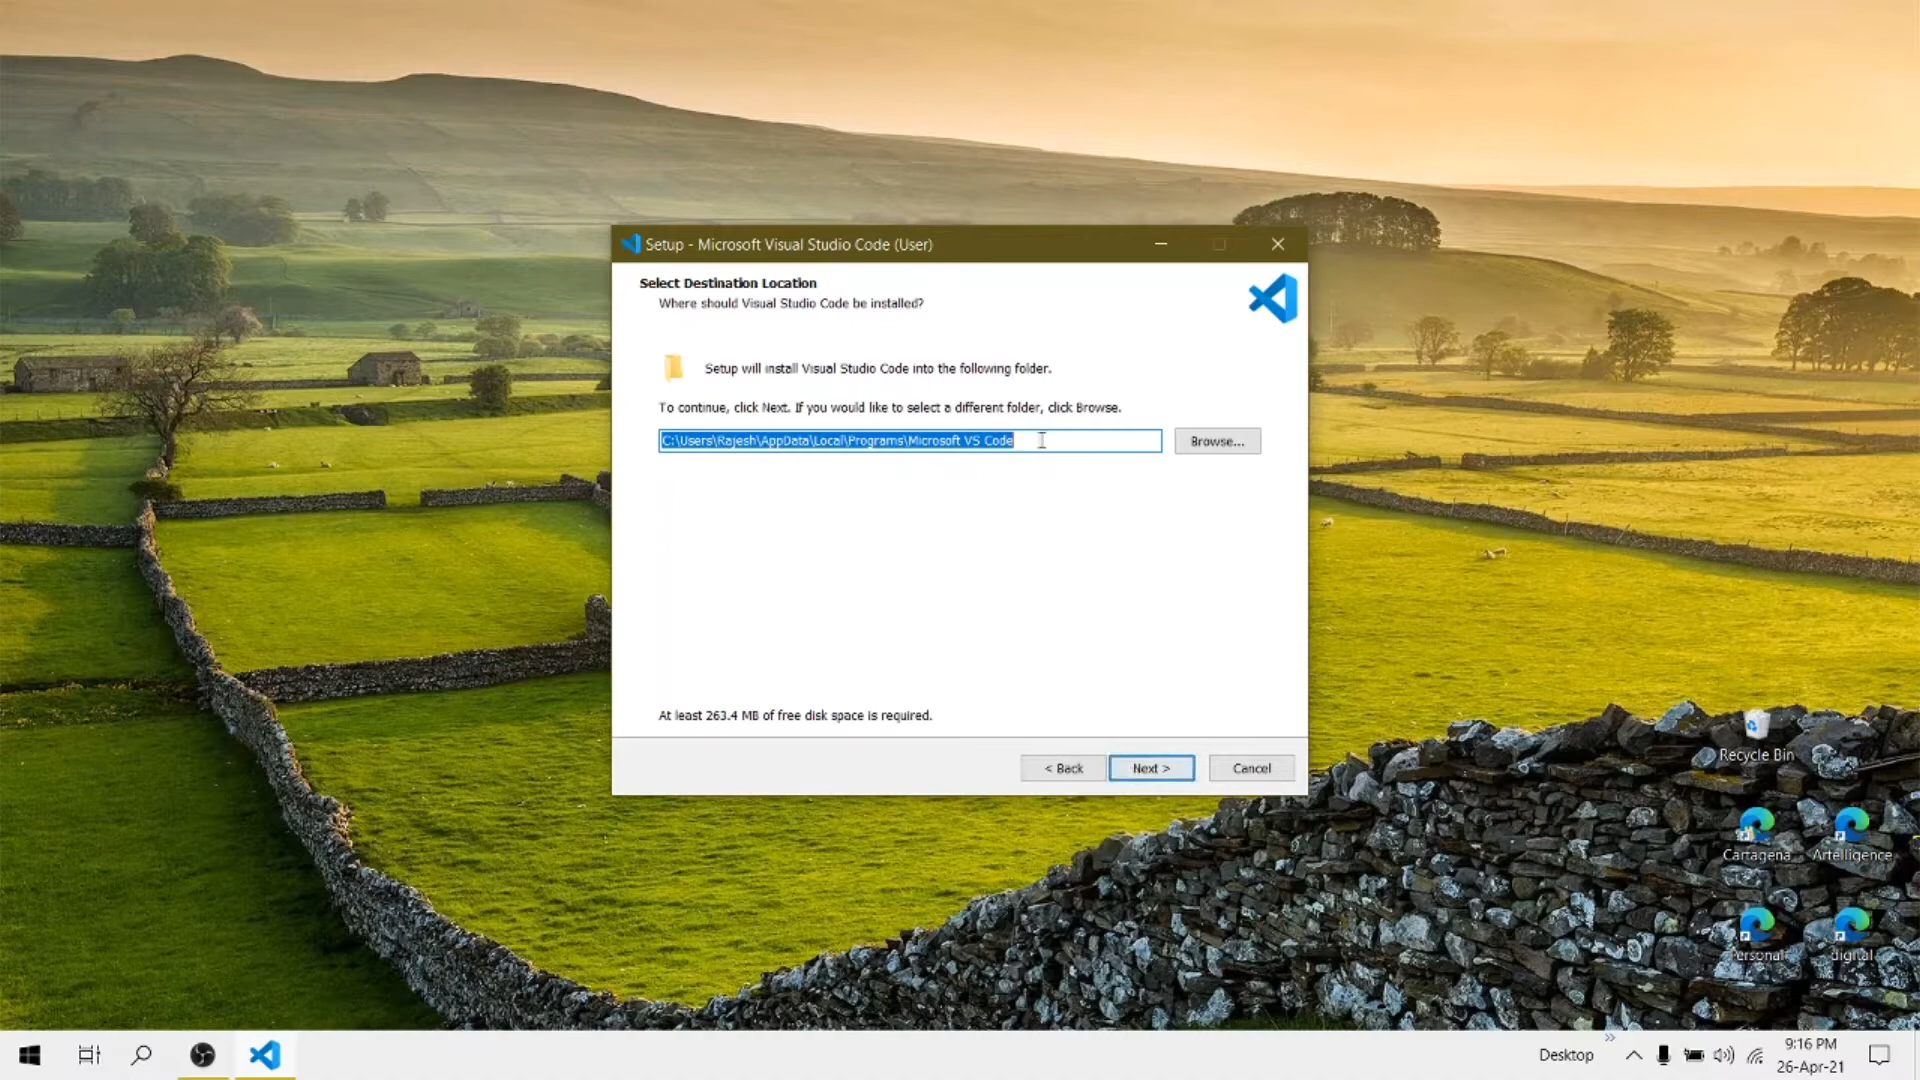 Setup - Microsoft Visual Studio Code (User)
Select Destination Location
Where should Visual Studio Code be installed?
Setup will install Visual Studio Code into the following folder.
To continue, click Next. If you would like to select a different folder, click Browse.
C:\Users\Rajesh\AppData\Local\Programs\Microsoft VS Code
Browse...
At least 263.4 MB of free disk space is required.
< Back
Next >
Cancel
Recycle Bin
Cartagena
Artelligence
Personal
digital
Desktop
9:16 PM
26-Apr-21